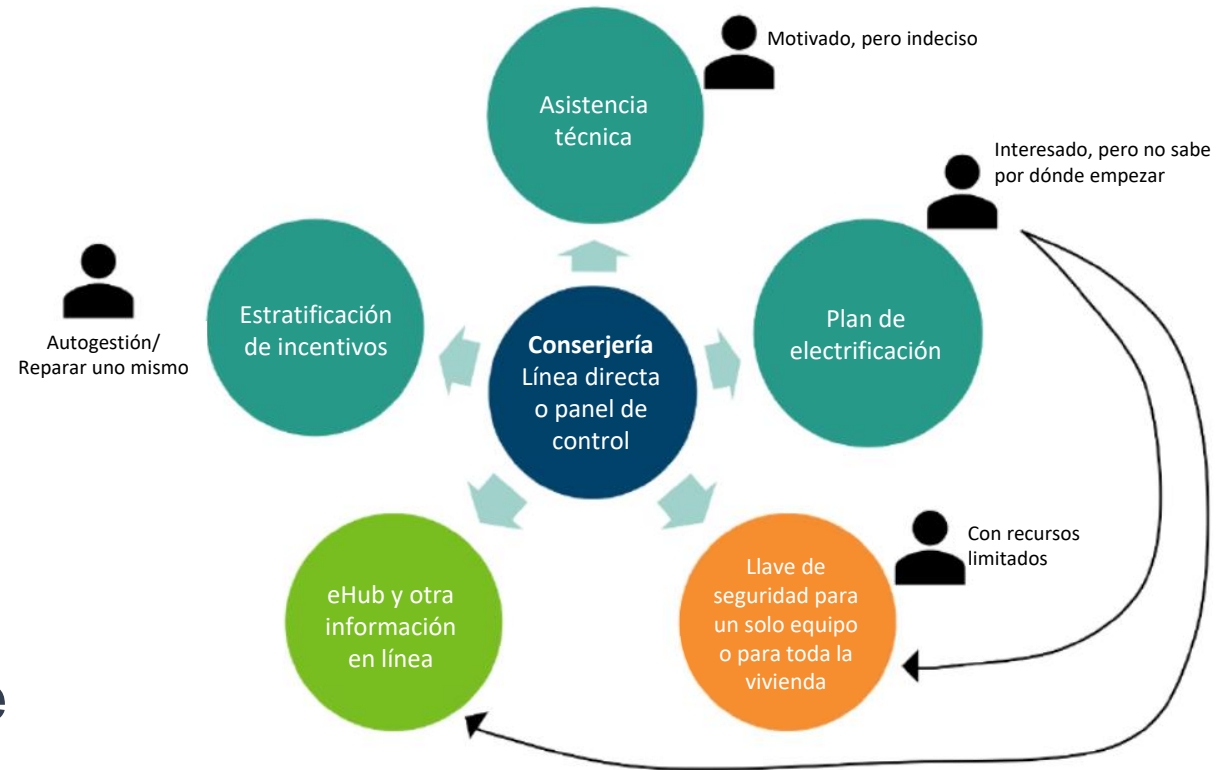 Motivado, pero indeciso
Asistencia
técnica
Interesado, pero no sabe
por dónde empezar
Estratificación
de incentivos
Autogestión/
Reparar uno mismo
Conserjería
Línea directa
o panel de
control
Plan de
electrificación
Con recursos
limitados
eHub y otra
información
en línea
Llave de
seguridad para
un solo equipo
o para toda la
vivienda
e